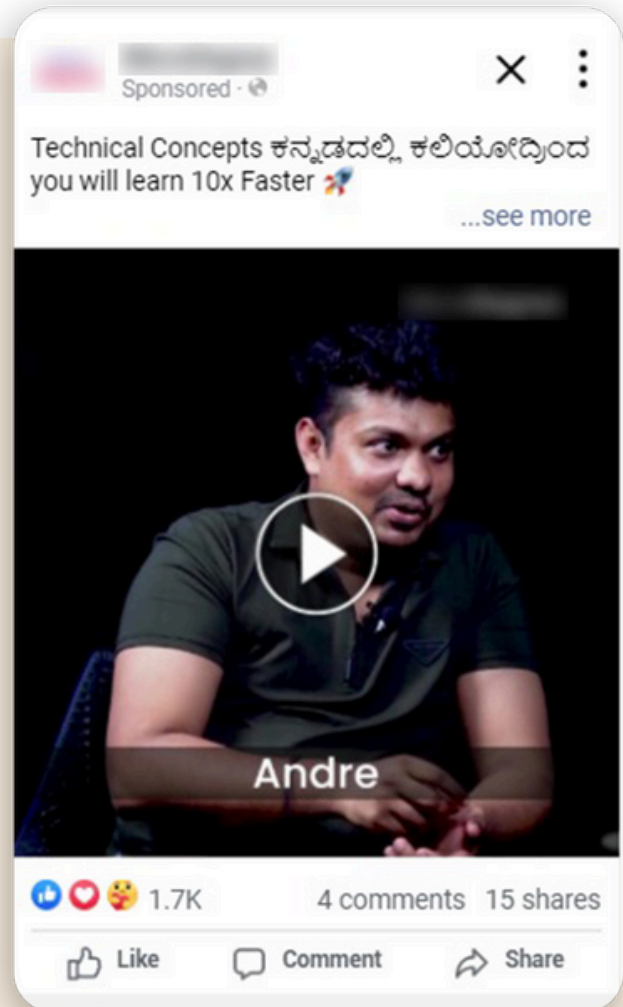 Sponsored ·
Technical Concepts ಕನ್ನಡದಲ್ಲಿ ಕಲಿಯೋದ್ರಿಂದ
you will learn 10x Faster 🚀
...see more
Andre
1.7K 4 comments 15 shares
Like Comment Share